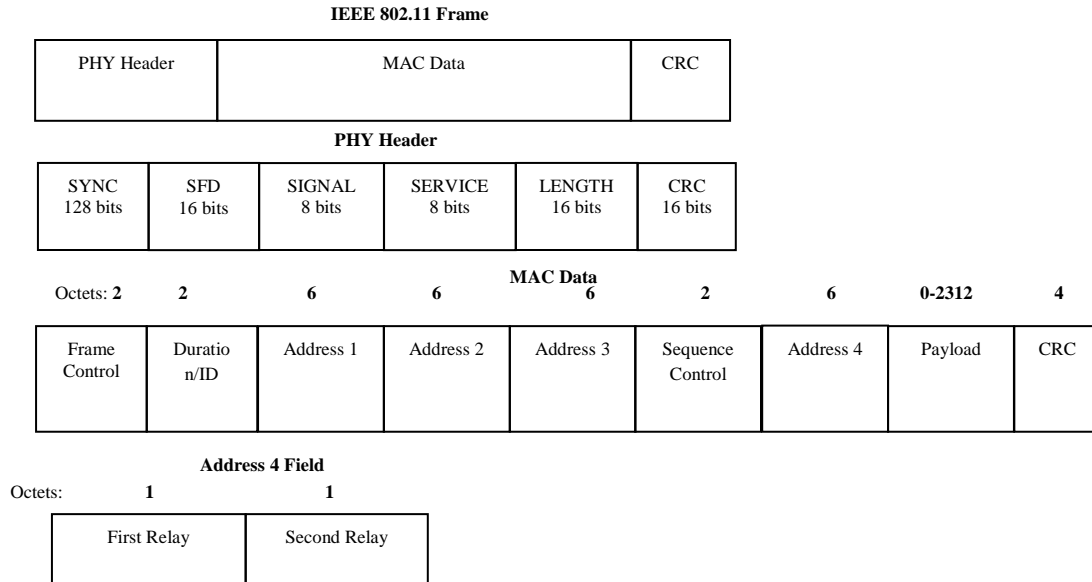 IEEE 802.11 Frame
PHY Header MAC Data CRC
PHY Header
SYNC SFD SIGNAL SERVICE LENGTH CRC
128 bits 16 bits 8 bits 8 bits 16 bits 16 bits
MAC Data
Octets: 2 2 6 6 6 2 6 0-2312 4
Frame Duratio Address 1 Address 2 Address 3 Sequence Address 4 Payload CRC
Control n/ID Control
Address 4 Field
Octets: 1 1
First Relay Second Relay